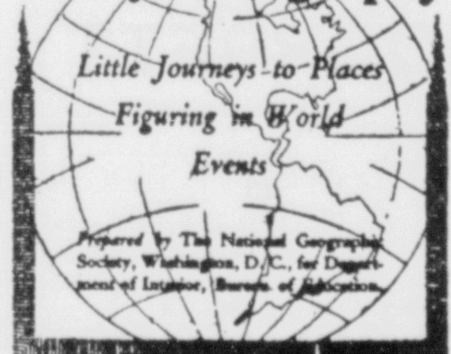 Little Journeys to Places
Figuring in World
Events
Prepared by The National Geographic
Society, Washington, D. C., for Depart-
ment of Interior, Bureau of Education.